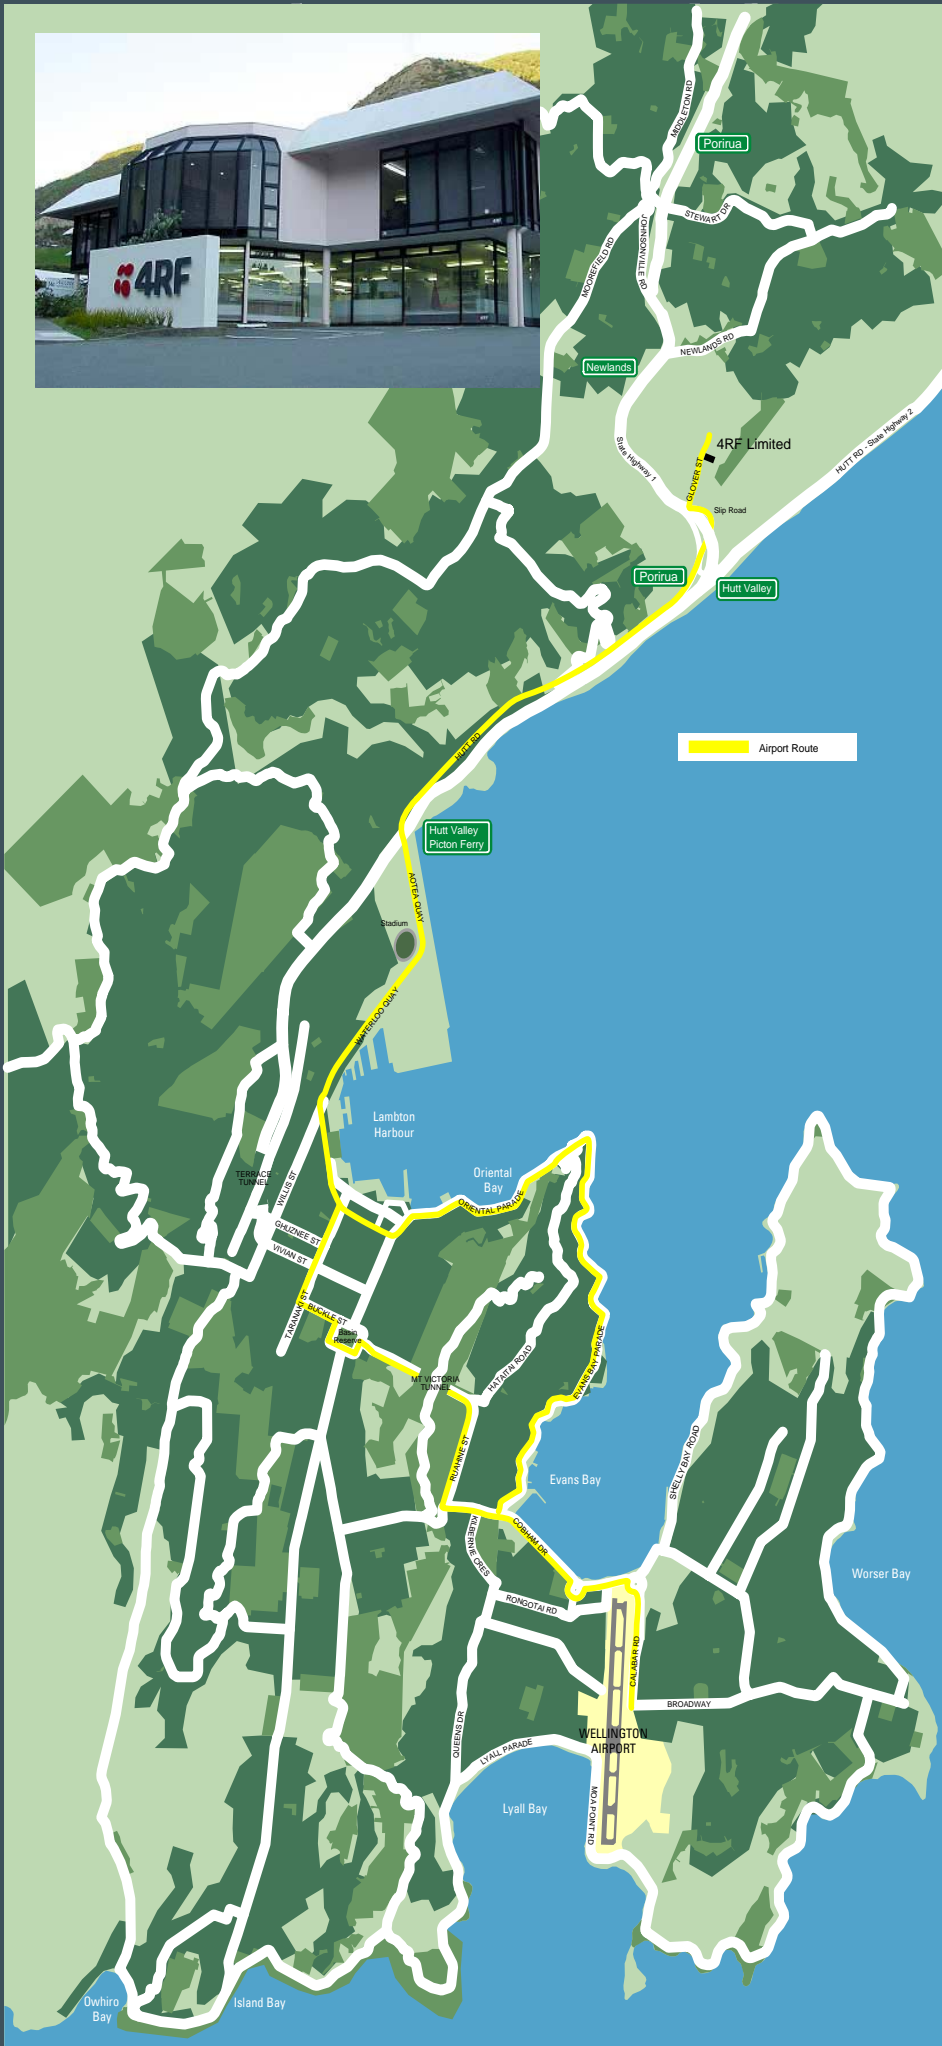 MIDDLETON RD
Porirua
STEWART DR
JOHNSONVILLE RD
MOOREFIELD RD
4RF
NEWLANDS RD
Newlands
HUTT RD - State Highway 2
State Highway 1
4RF Limited
GLOVER ST
Slip Road
Porirua
Hutt Valley
HUTT RD
Airport Route
Hutt Valley
Picton Ferry
AOTEA QUAY
Stadium
WATERLOO QUAY
Lambton
Harbour
TERRACE
TUNNEL
WILLIS ST
Oriental
Bay
ORIENTAL PARADE
GHUZNEE ST
VIVIAN ST
TARANAKI ST
BUCKLE ST
Basin
Reserve
MT VICTORIA
TUNNEL
HATAITAI ROAD
EVANS BAY PARADE
RUAHINE ST
Evans Bay
SHELLY BAY ROAD
COBHAM DR
KILBERNIE CRES
RONGOTAI RD
Worser Bay
CALABAR RD
BROADWAY
QUEENS DR
LYALL PARADE
WELLINGTON
AIRPORT
MOA POINT RD
Lyall Bay
Owhiro
Bay
Island Bay